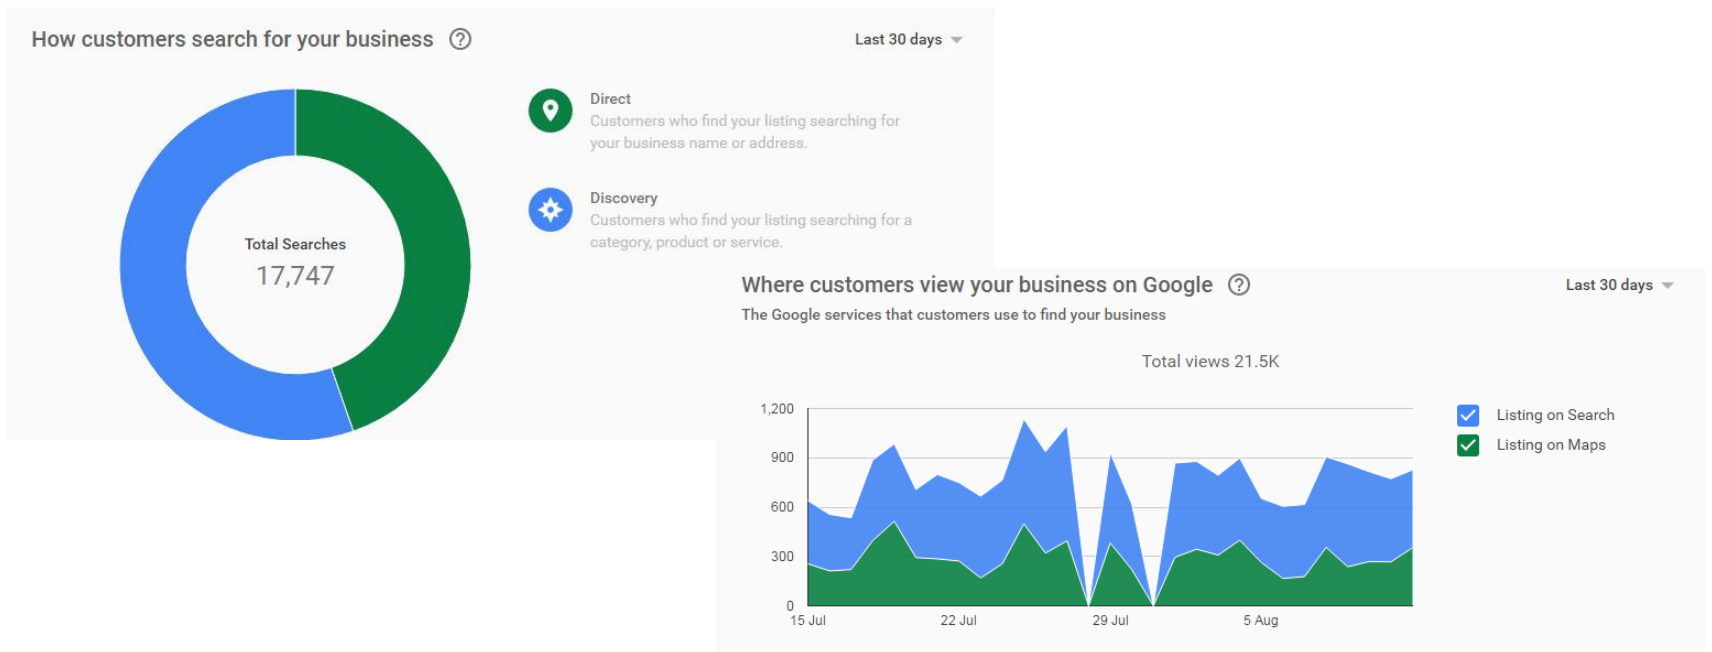 How customers search for your business
Last 30 days
Direct
Customers who find your listing searching for
your business name or address.
Discovery
Customers who find your listing searching for a
category, product or service.
Total Searches
17,747
Where customers view your business on Google
Last 30 days
The Google services that customers use to find your business
Total views 21.5K
1,200
900
600
300
0
15 Jul
22 Jul
29 Jul
5 Aug
Listing on Search
Listing on Maps